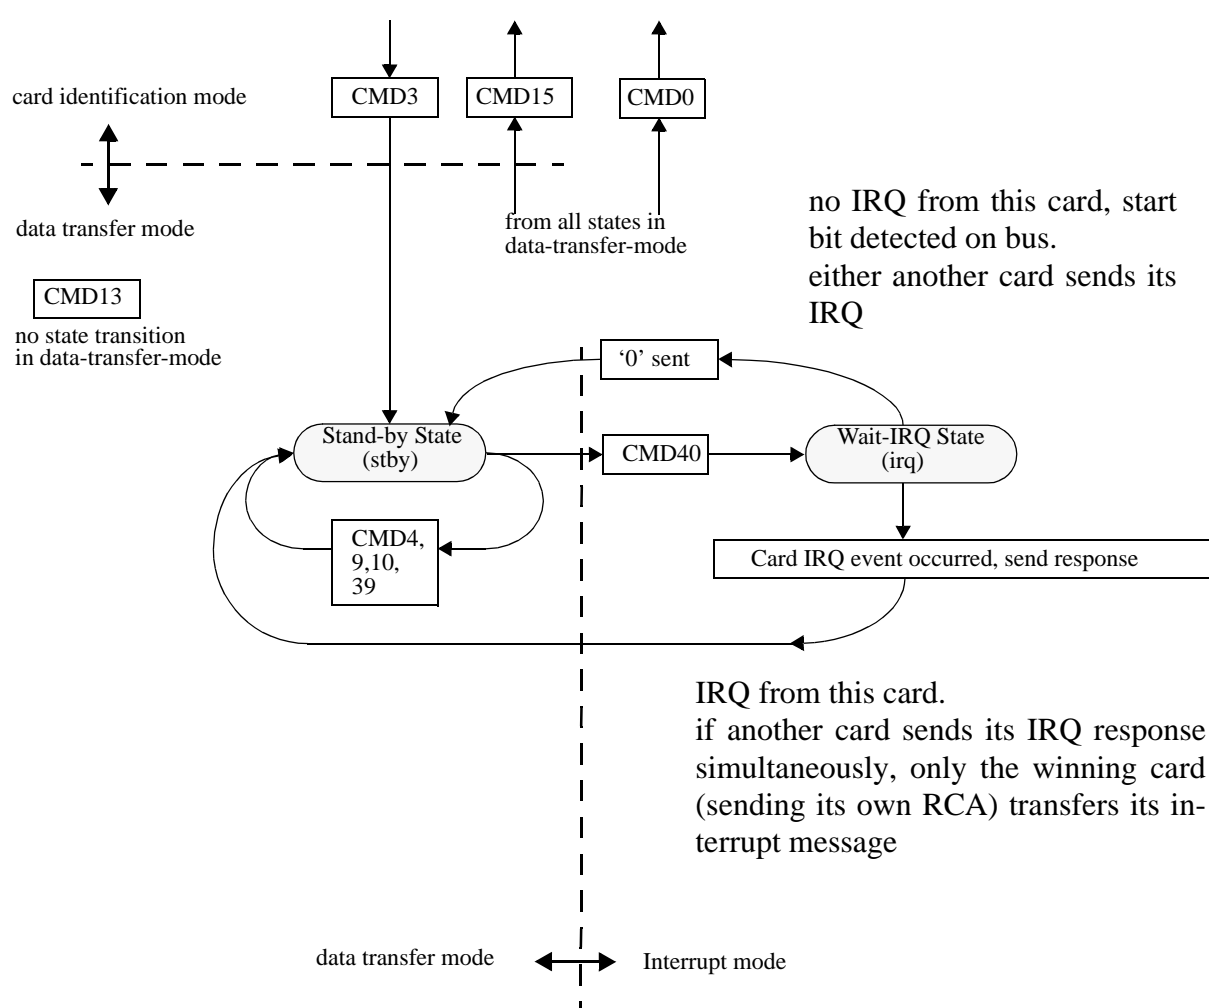 card identification mode
CMD3
CMD15
CMD0
data transfer mode
from all states in
data-transfer-mode
no IRQ from this card, start
bit detected on bus.
either another card sends its
IRQ
CMD13
no state transition
in data-transfer-mode
‘0’ sent
Stand-by State
(stby)
CMD40
Wait-IRQ State
(irq)
CMD4,
9,10,
39
Card IRQ event occurred, send response
IRQ from this card.
if another card sends its IRQ response
simultaneously, only the winning card
(sending its own RCA) transfers its in-
terrupt message
data transfer mode
Interrupt mode